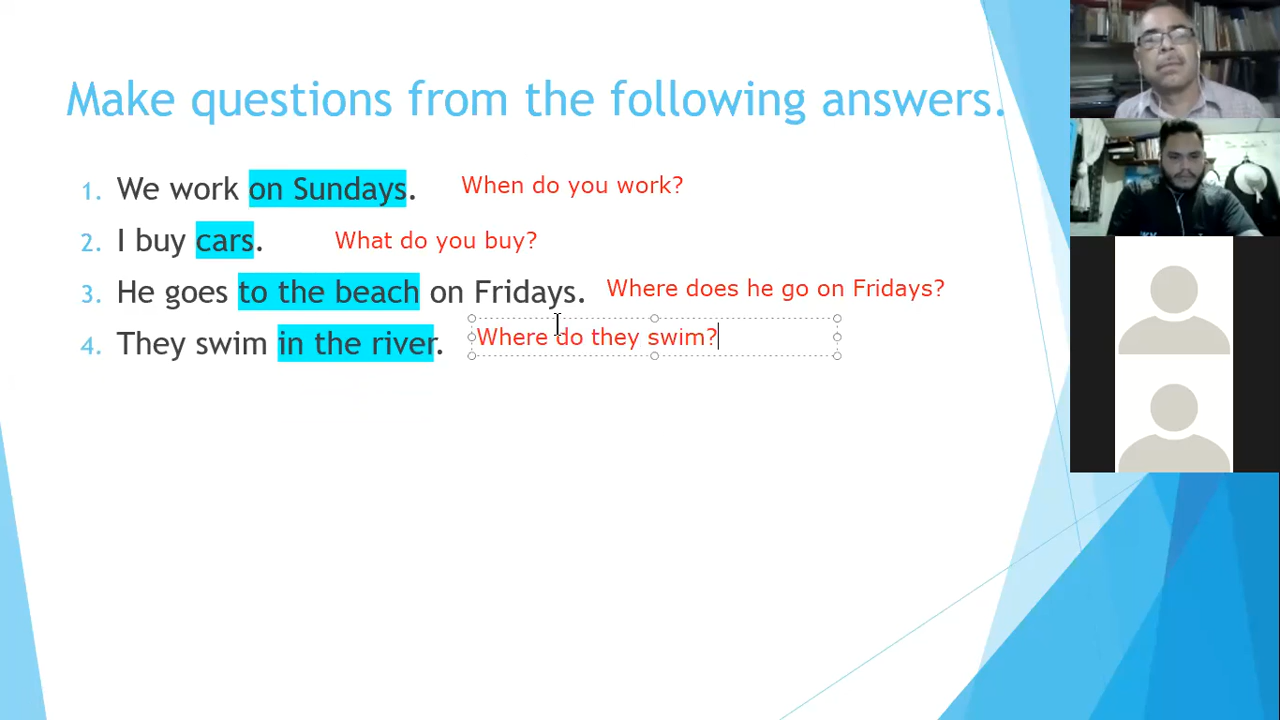 Make questions from the following answers.
1. We work on Sundays. When do you work?
2. I buy cars. What do you buy?
3. He goes to the beach on Fridays. Where does he go on Fridays?
4. They swim in the river. Where do they swim?